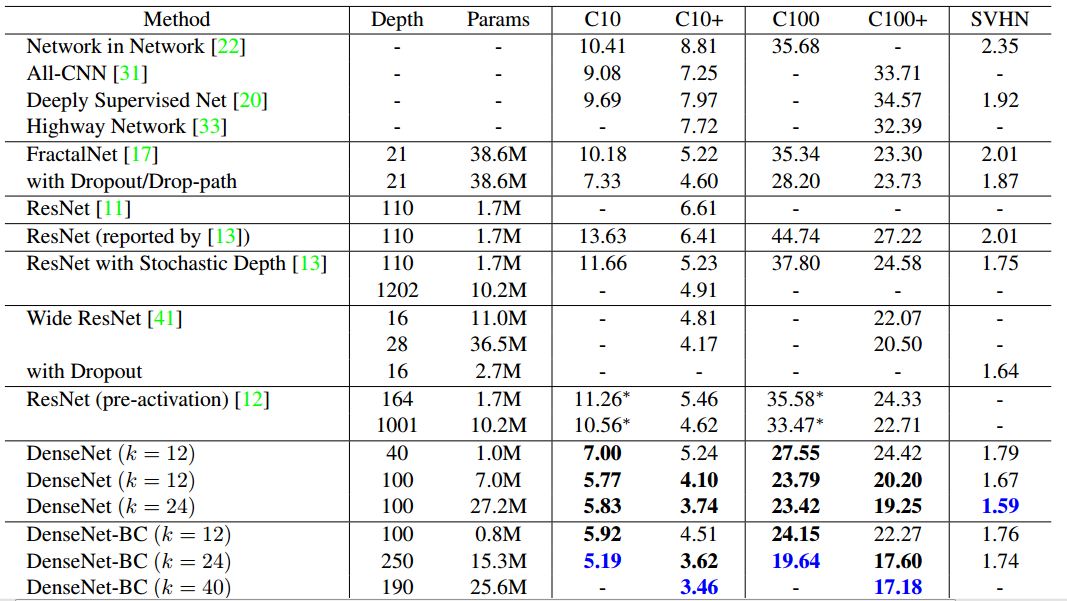 Method Depth Params C10 C10+ C100 C100+ SVHN
Network in Network [22] - - 10.41 8.81 35.68 - 2.35
All-CNN [31] - - 9.08 7.25 - 33.71 -
Deeply Supervised Net [20] - - 9.69 7.97 - 34.57 1.92
Highway Network [33] - - - 7.72 - 32.39 -
FractalNet [17] 21 38.6M 10.18 5.22 35.34 23.30 2.01
with Dropout/Drop-path 21 38.6M 7.33 4.60 28.20 23.73 1.87
ResNet [11] 110 1.7M - 6.61 - - -
ResNet (reported by [13]) 110 1.7M 13.63 6.41 44.74 27.22 2.01
ResNet with Stochastic Depth [13] 110 1.7M 11.66 5.23 37.80 24.58 1.75
1202 10.2M - 4.91 - - -
Wide ResNet [41] 16 11.0M - 4.81 - 22.07 -
28 36.5M - 4.17 - 20.50 -
with Dropout 16 2.7M - - - - 1.64
ResNet (pre-activation) [12] 164 1.7M 11.26* 5.46 35.58* 24.33 -
1001 10.2M 10.56* 4.62 33.47* 22.71 -
DenseNet (k = 12) 40 1.0M 7.00 5.24 27.55 24.42 1.79
DenseNet (k = 12) 100 7.0M 5.77 4.10 23.79 20.20 1.67
DenseNet (k = 24) 100 27.2M 5.83 3.74 23.42 19.25 1.59
DenseNet-BC (k = 12) 100 0.8M 5.92 4.51 24.15 22.27 1.76
DenseNet-BC (k = 24) 250 15.3M 5.19 3.62 19.64 17.60 1.74
DenseNet-BC (k = 40) 190 25.6M - 3.46 - 17.18 -